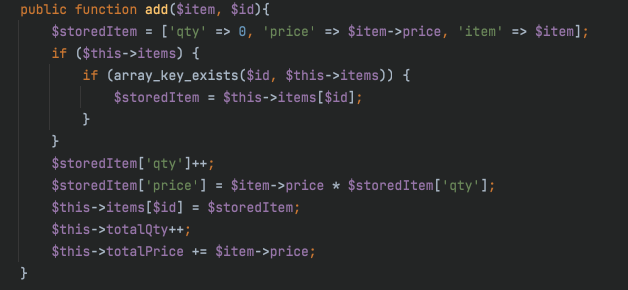 public function add($item, $id){
    $storedItem = ['qty' => 0, 'price' => $item->price, 'item' => $item];
    if ($this->items) {
        if (array_key_exists($id, $this->items)) {
            $storedItem = $this->items[$id];
        }
    }
    $storedItem['qty']++;
    $storedItem['price'] = $item->price * $storedItem['qty'];
    $this->items[$id] = $storedItem;
    $this->totalQty++;
    $this->totalPrice += $item->price;
}